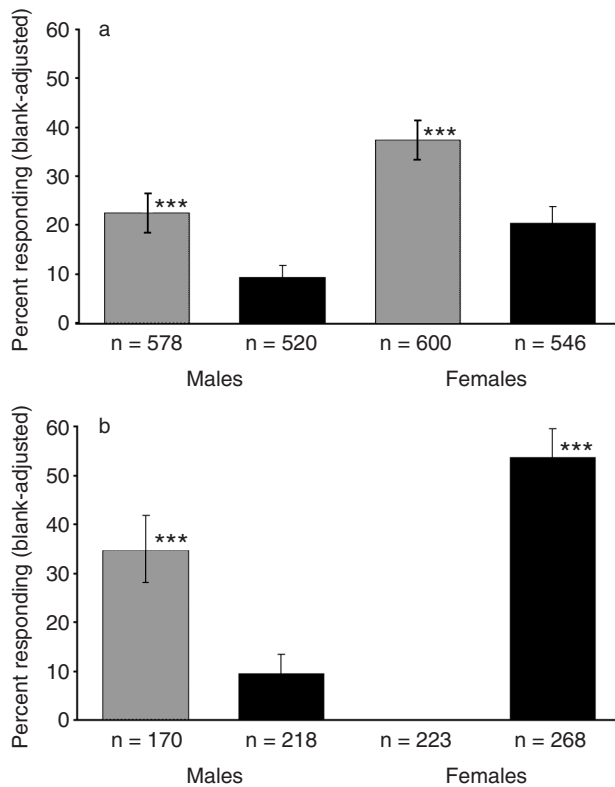 Percent responding (blank-adjusted)
a
60
50
40
30
20
10
0
***
***
n = 578 n = 520 n = 600 n = 546
Males Females
Percent responding (blank-adjusted)
b
60
50
40
30
20
10
0
***
***
n = 170 n = 218 n = 223 n = 268
Males Females